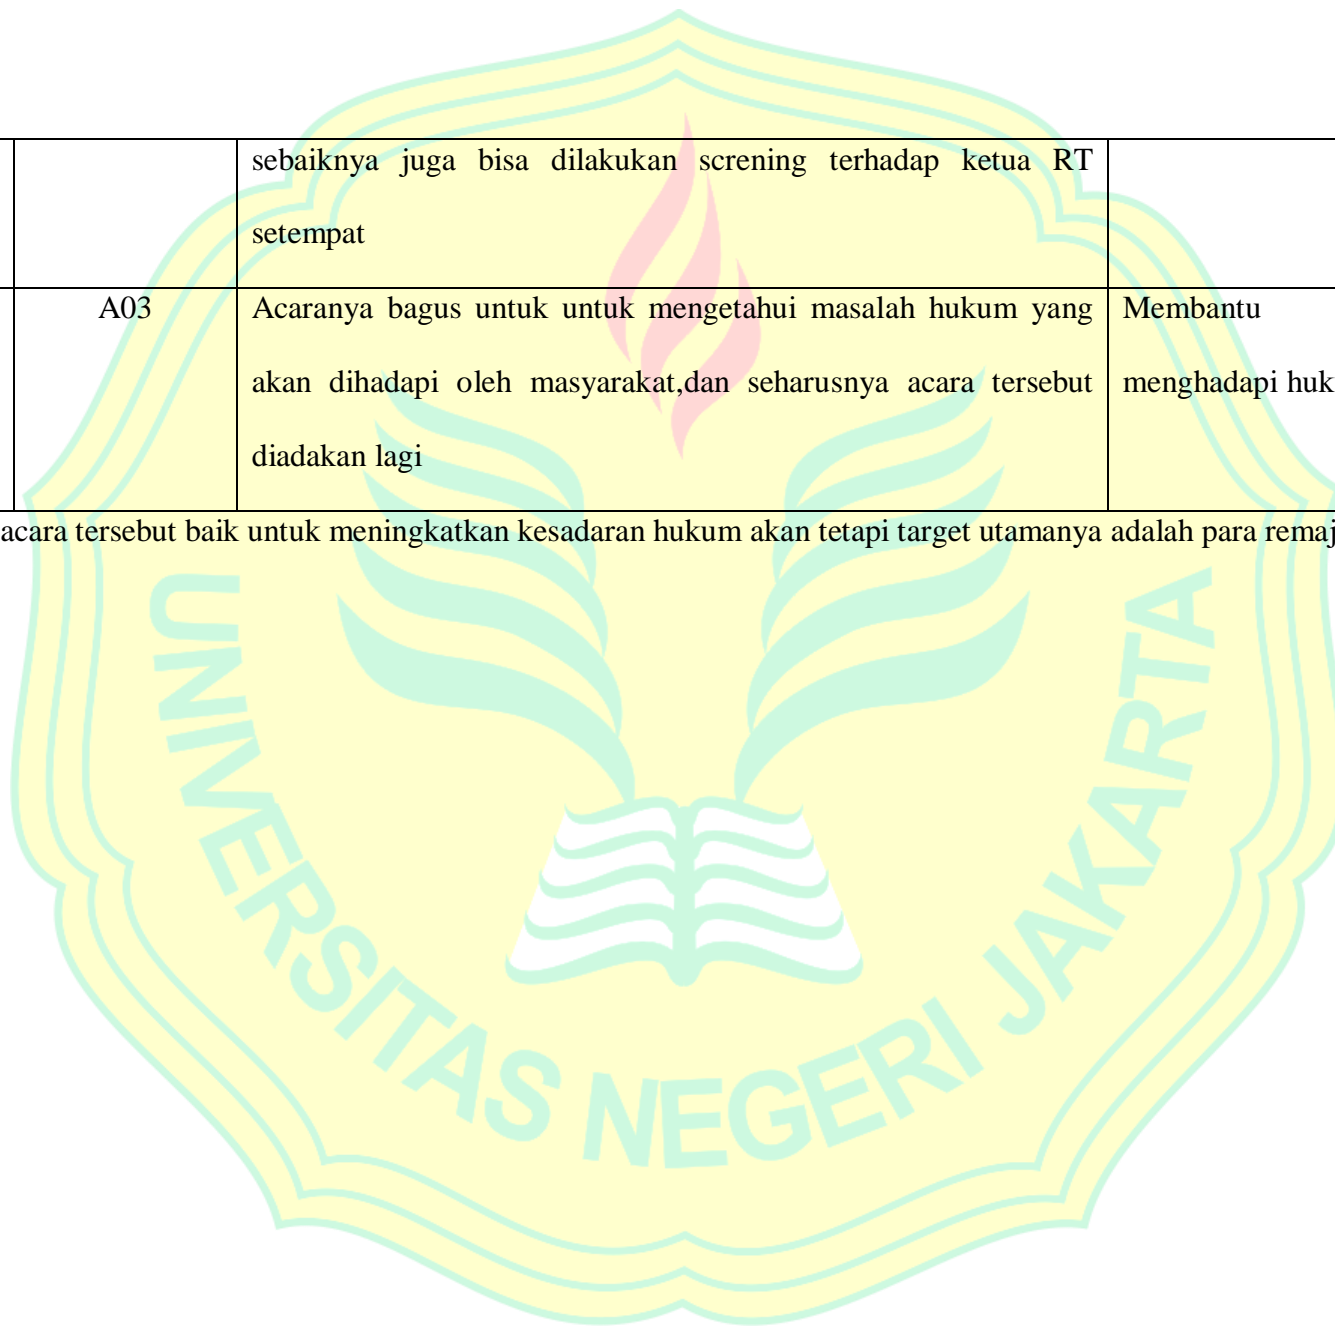 sebaiknya juga bisa dilakukan screning terhadap ketua RT
setempat
A03
Acaranya bagus untuk untuk mengetahui masalah hukum yang
akan dihadapi oleh masyarakat,dan seharusnya acara tersebut
diadakan lagi
Membantu
menghadapi
acara tersebut baik untuk meningkatkan kesadaran hukum akan tetapi target utamanya adalah para
UNIVERSITAS NEGERI JAKARTA